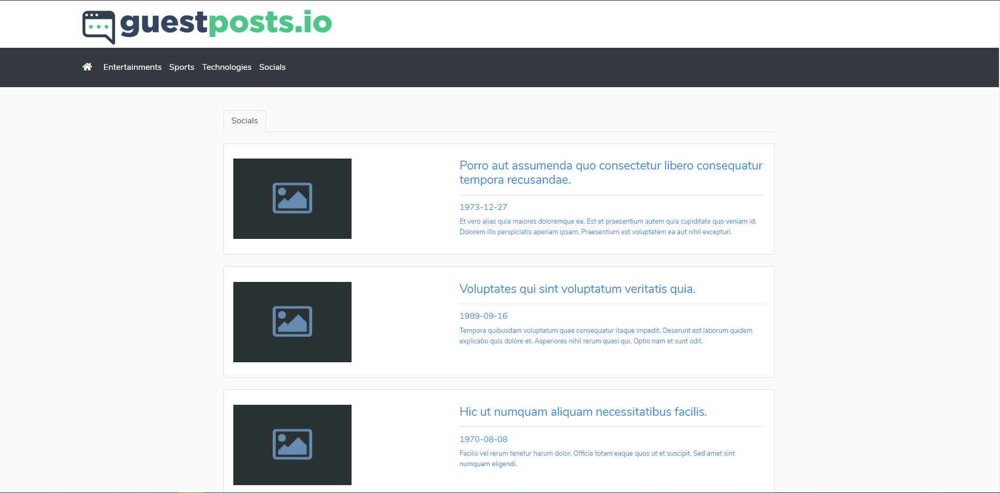 guestposts.io
Entertainments Sports Technologies Socials
Socials
Porro aut assumenda quo consectetur libero consequatur
tempora recusandae.
1973-12-27
Et vero alias quia maiores doloremque ea. Est et praesentium autem quia cupiditate quo veniam id.
Dolorem illo perspiciatis aperiam ipsam. Praesentium est voluptatem ea aut nihil excepturi.
Voluptates qui sint voluptatum veritatis quia.
1989-09-16
Tempora quibusdam voluptatum quae consequatur itaque impedit. Deserunt est laborum quidem
explicabo quis dolore et. Asperiores nihil rerum quasi qui. Optio nam et sunt odit.
Hic ut numquam aliquam necessitatibus facilis.
1970-08-08
Facilis vel rerum tenetur harum dolor. Officia totam eaque quos ut et suscipit. Sed amet sint
numquam eligendi.